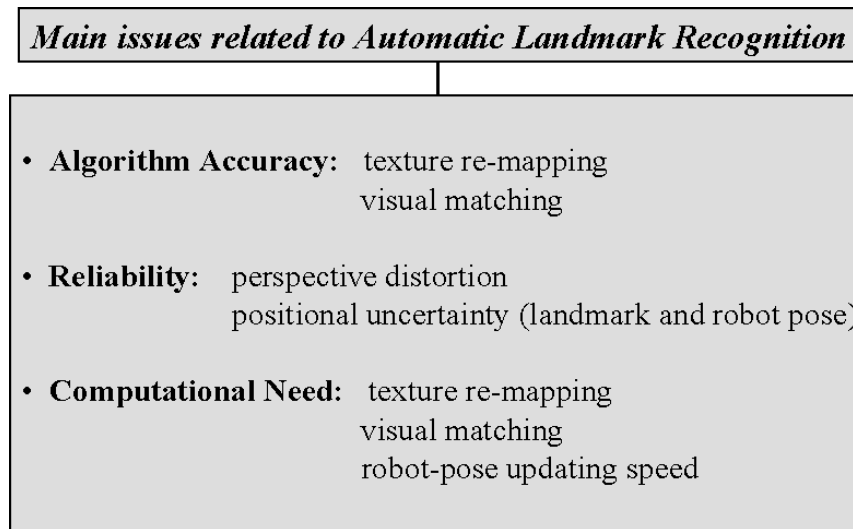 Main issues related to Automatic Landmark Recognition
• Algorithm Accuracy: texture re-mapping
visual matching
• Reliability: perspective distortion
positional uncertainty (landmark and robot pose)
• Computational Need: texture re-mapping
visual matching
robot-pose updating speed